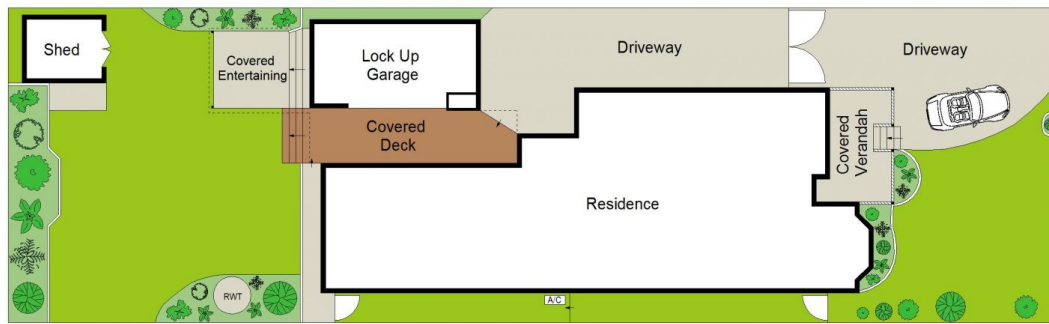 Shed
Covered
Entertaining
Lock Up
Garage
Driveway
Driveway
Covered
Deck
Covered
Verandah
Residence
RWT
A/C